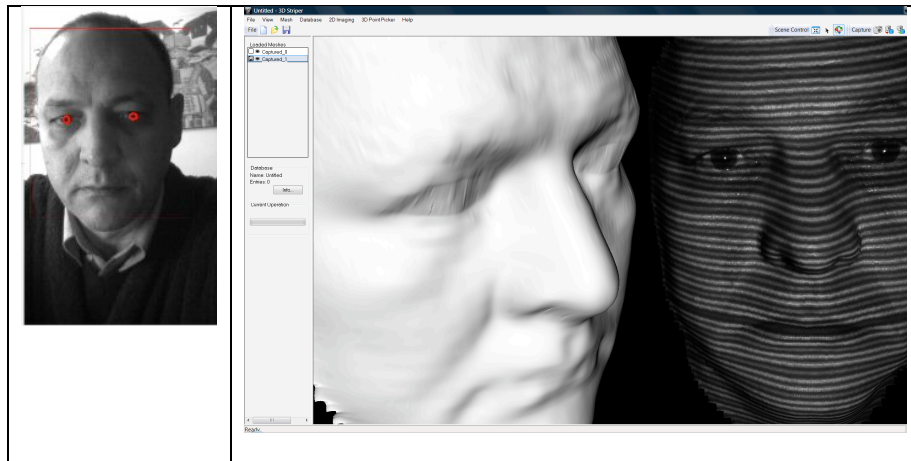 Untitled - 3D Striper
File View Mesh Database 2D Imaging 3D Point Picker Help
File Scene Control Capture
Loaded Meshes
Captured_0
Captured_1
Database
Name: Untitled
Entries: 0
Info...
Current Operation
Ready.